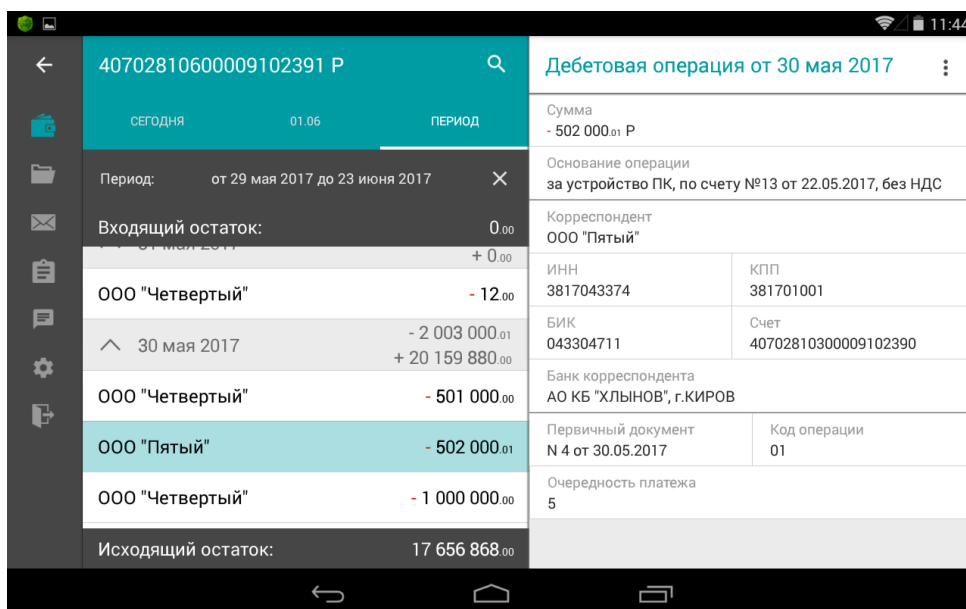 11:44
40702810600009102391 Р
СЕГОДНЯ 01.06 ПЕРИОД
Период: от 29 мая 2017 до 23 июня 2017
Входящий остаток: 0.00
+ 0.00
ООО "Четвертый" - 12.00
30 мая 2017 - 2 003 000.01
+ 20 159 880.00
ООО "Четвертый" - 501 000.00
ООО "Пятый" - 502 000.01
ООО "Четвертый" - 1 000 000.00
Исходящий остаток: 17 656 868.00
Дебетовая операция от 30 мая 2017
Сумма
- 502 000.01 Р
Основание операции
за устройство ПК, по счету №13 от 22.05.2017, без НДС
Корреспондент
ООО "Пятый"
ИНН КПП
3817043374 381701001
БИК Счет
043304711 40702810300009102390
Банк корреспондента
АО КБ "ХЛЫНОВ", г.КИРОВ
Первичный документ Код операции
N 4 от 30.05.2017 01
Очередность платежа
5